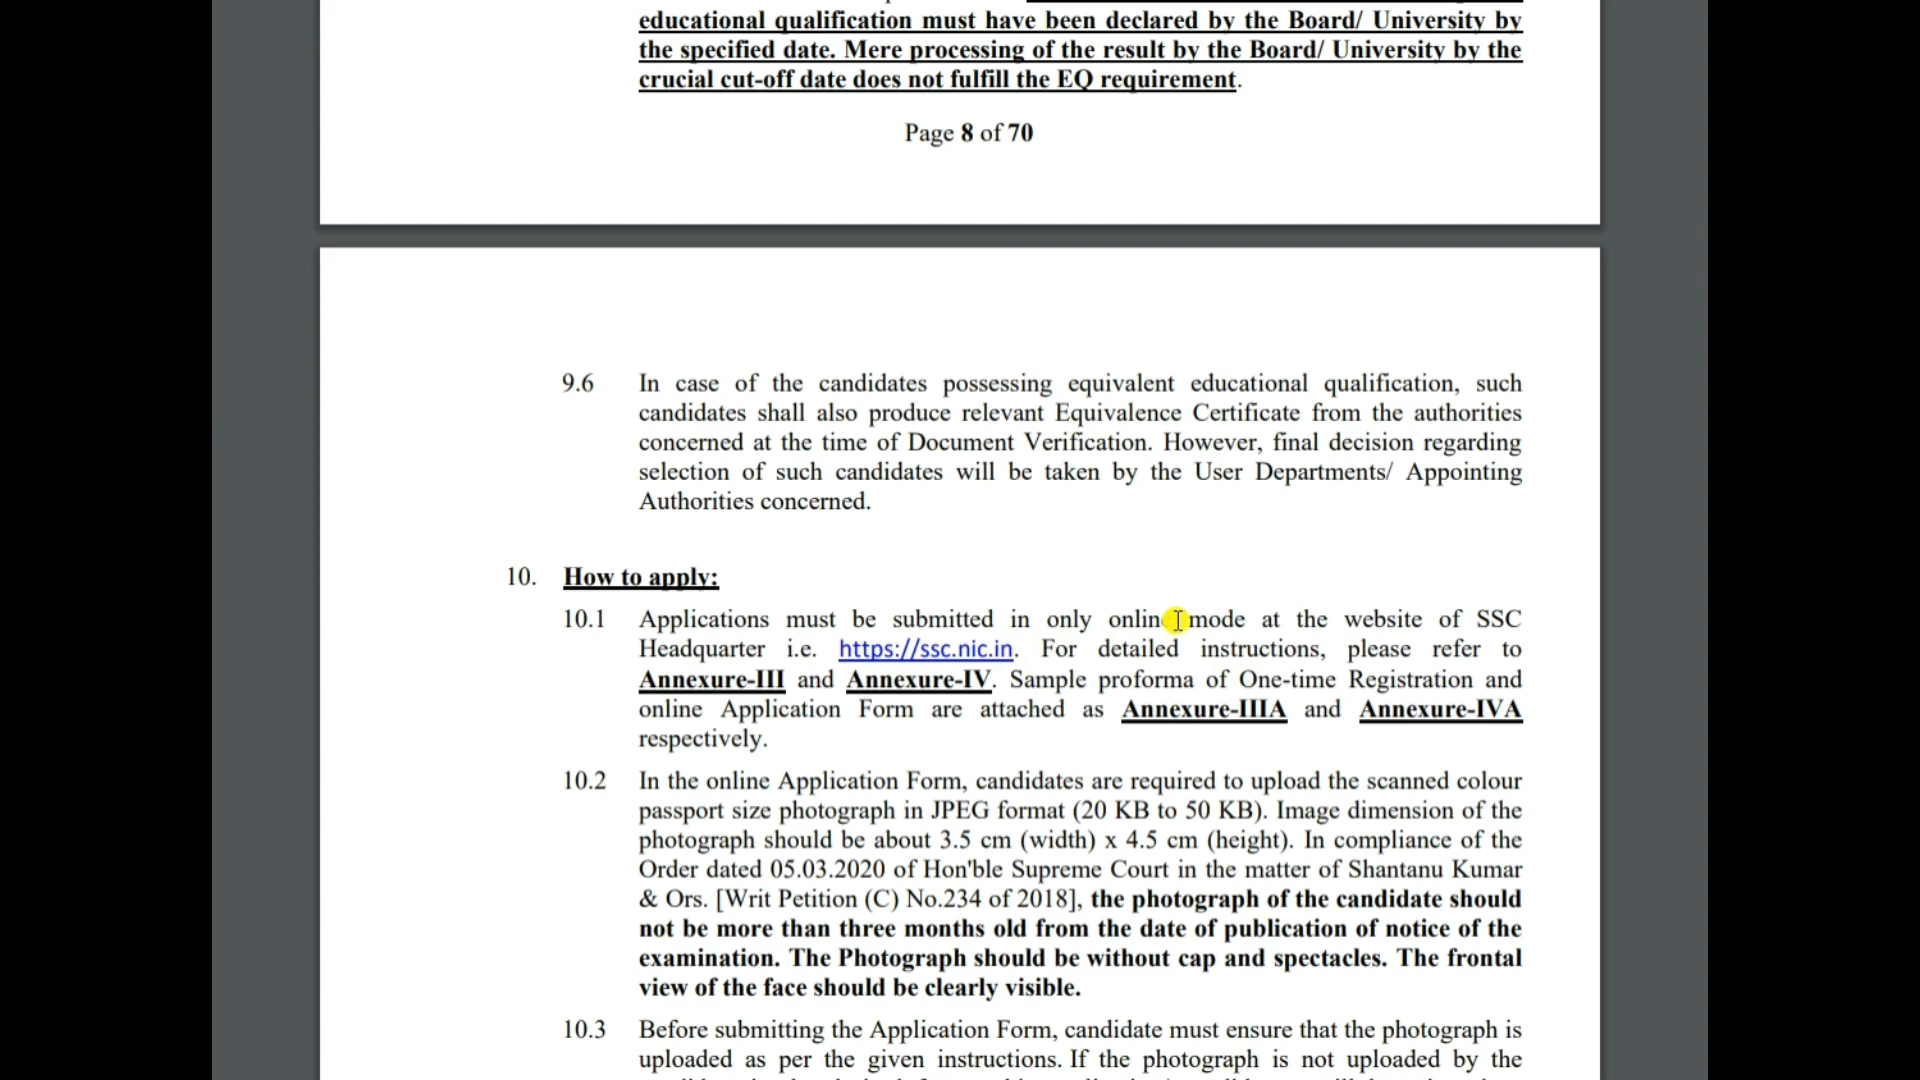 educational qualification must have been declared by the Board/ University by
the specified date. Mere processing of the result by the Board/ University by the
crucial cut-off date does not fulfill the EQ requirement.
Page 8 of 70
9.6 In case of the candidates possessing equivalent educational qualification, such
candidates shall also produce relevant Equivalence Certificate from the authorities
concerned at the time of Document Verification. However, final decision regarding
selection of such candidates will be taken by the User Departments/ Appointing
Authorities concerned.
10. How to apply:
10.1 Applications must be submitted in only online mode at the website of SSC
Headquarter i.e. https://ssc.nic.in. For detailed instructions, please refer to
Annexure-III and Annexure-IV. Sample proforma of One-time Registration and
online Application Form are attached as Annexure-IIIA and Annexure-IVA
respectively.
10.2 In the online Application Form, candidates are required to upload the scanned colour
passport size photograph in JPEG format (20 KB to 50 KB). Image dimension of the
photograph should be about 3.5 cm (width) x 4.5 cm (height). In compliance of the
Order dated 05.03.2020 of Hon'ble Supreme Court in the matter of Shantanu Kumar
& Ors. [Writ Petition (C) No.234 of 2018], the photograph of the candidate should
not be more than three months old from the date of publication of notice of the
examination. The Photograph should be without cap and spectacles. The frontal
view of the face should be clearly visible.
10.3 Before submitting the Application Form, candidate must ensure that the photograph is
uploaded as per the given instructions. If the photograph is not uploaded by the